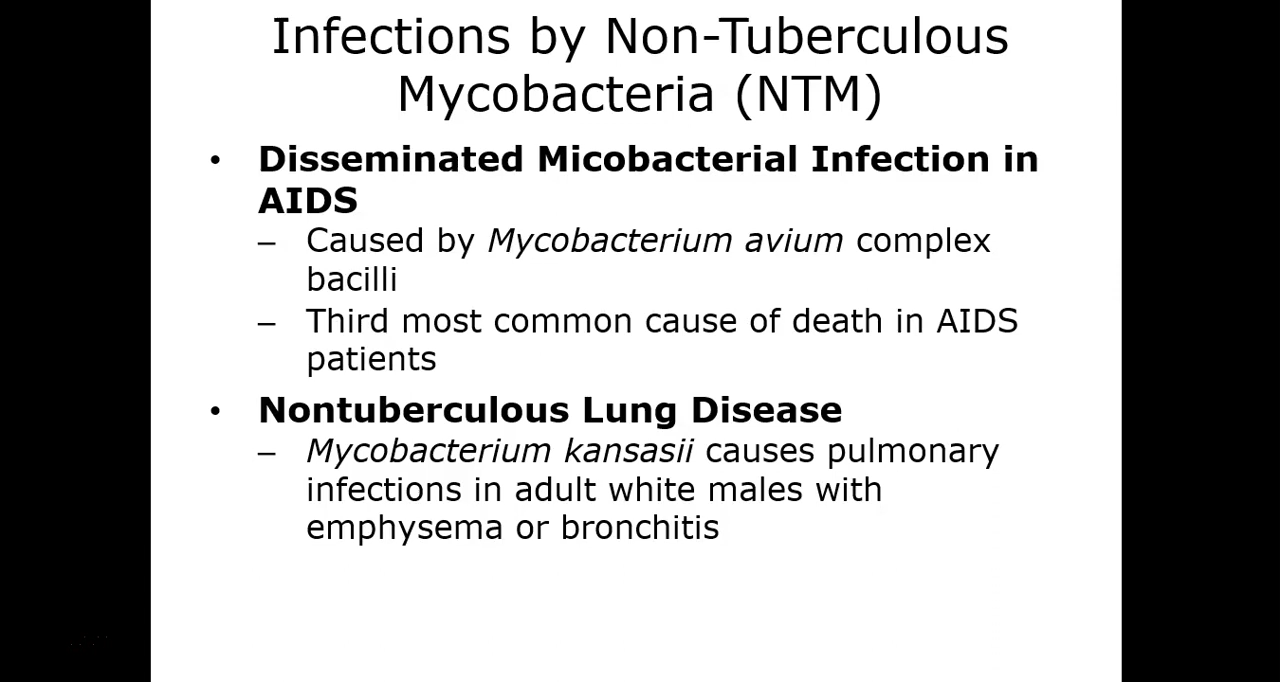 Infections by Non-Tuberculous
Mycobacteria (NTM)
• Disseminated Micobacterial Infection in
AIDS
– Caused by Mycobacterium avium complex
bacilli
– Third most common cause of death in AIDS
patients
• Nontuberculous Lung Disease
– Mycobacterium kansasii causes pulmonary
infections in adult white males with
emphysema or bronchitis